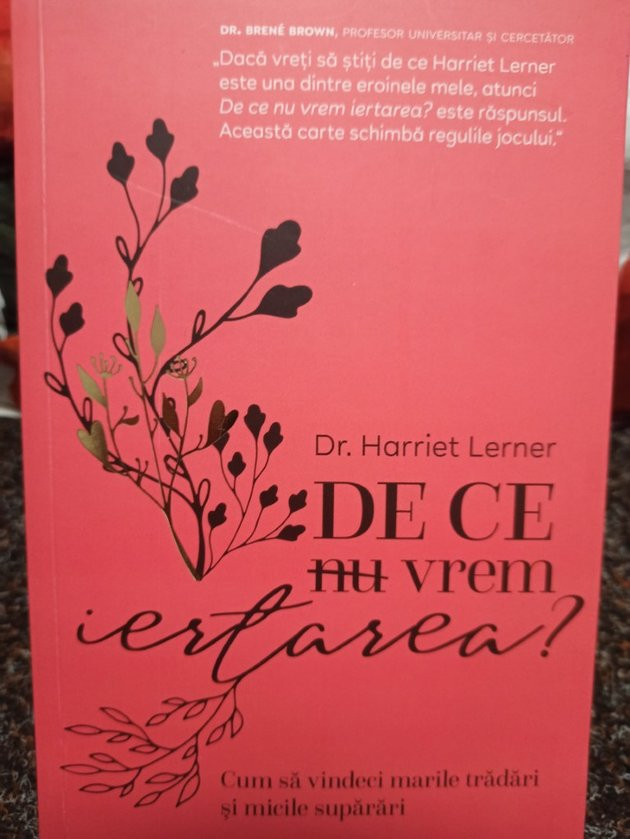 DR. BRENÉ BROWN, PROFESOR UNIVERSITAR ȘI CERCETĂTOR
„Dacă vreți să știți de ce Harriet Lerner
este una dintre eroinele mele, atunci
De ce nu vrem iertarea? este răspunsul.
Această carte schimbă regulile jocului.“
Dr. Harriet Lerner
DE CE
nu vrem
iertarea?
Cum să vindeci marile trădări
și micile supărări